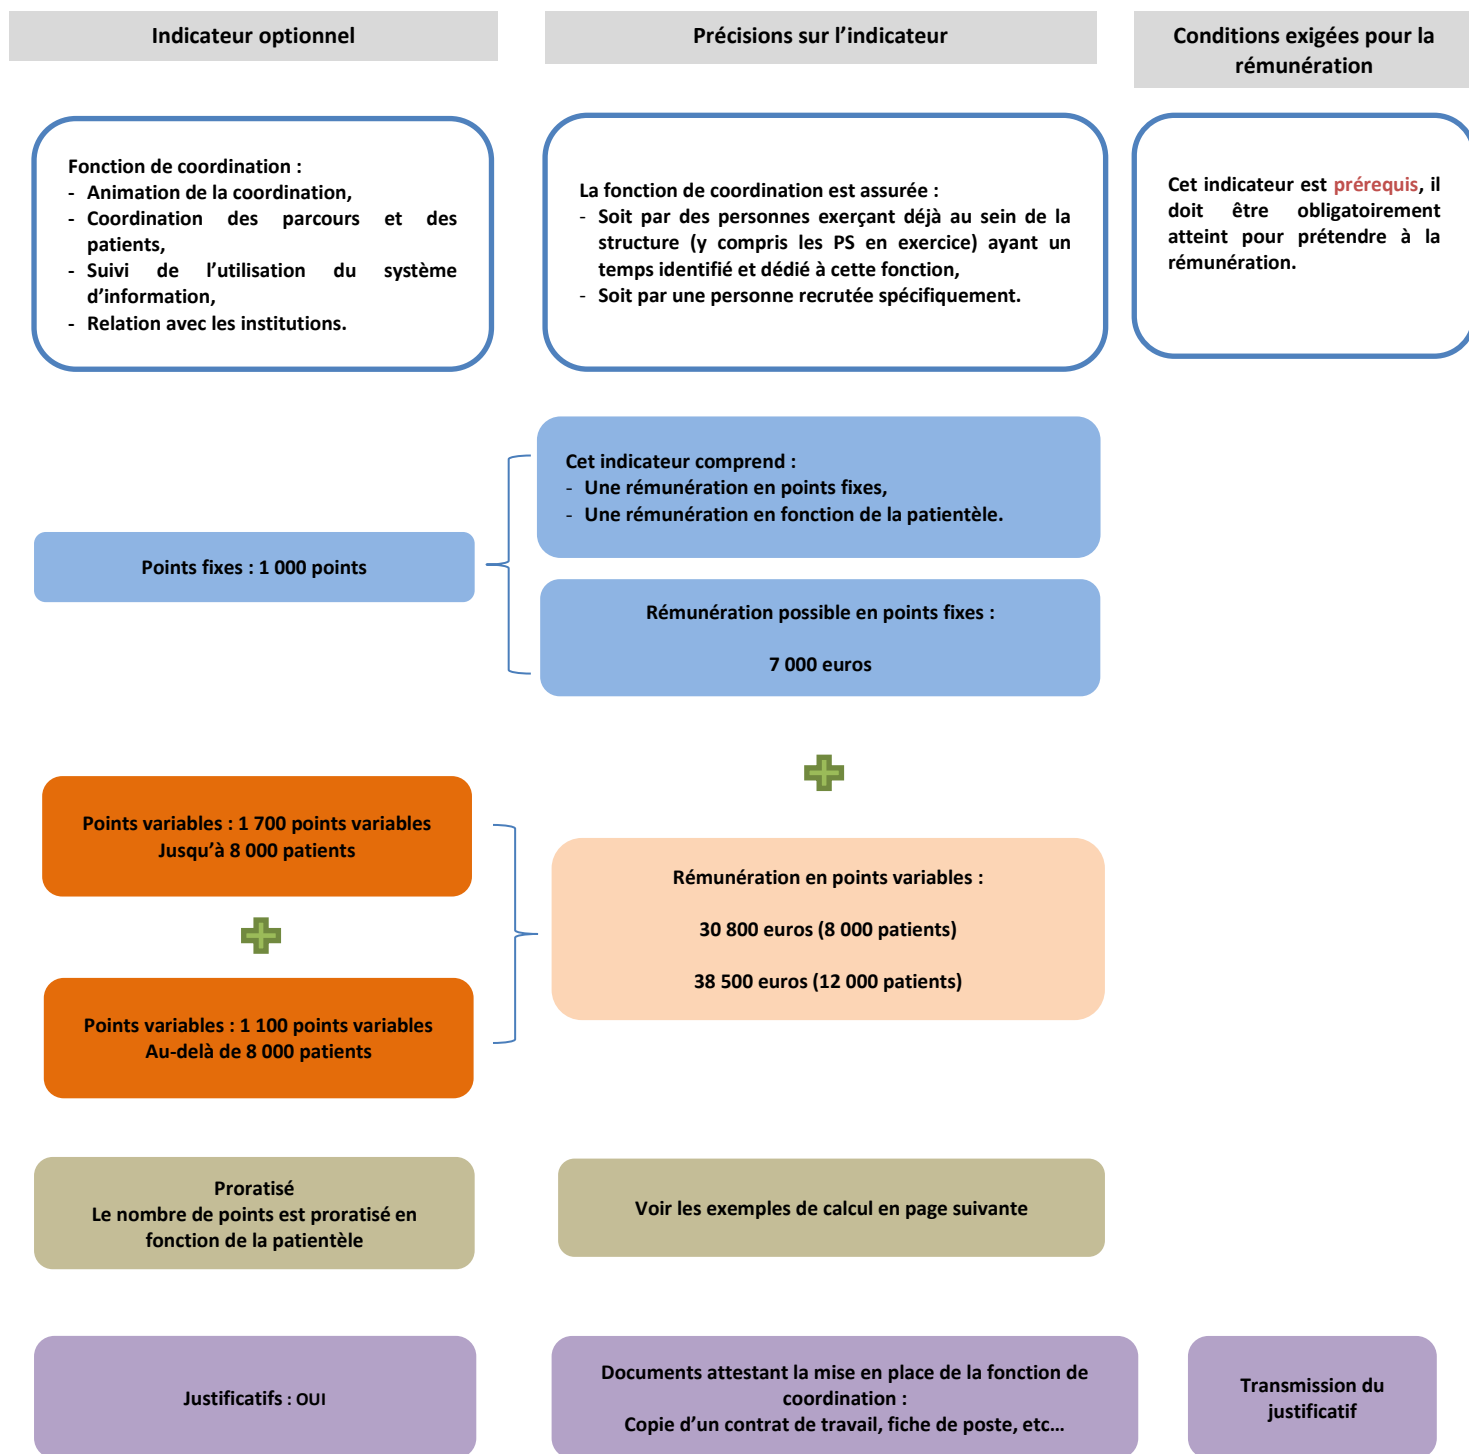 Indicateur optionnel
Précisions sur l'indicateur
Conditions exigées pour la
rémunération
Fonction de coordination :
- Animation de la coordination,
- Coordination des parcours et des
patients,
- Suivi de l'utilisation du système
d'information,
- Relation avec les institutions.
La fonction de coordination est assurée :
- Soit par des personnes exerçant déjà au sein de la
structure (y compris les PS en exercice) ayant un
temps identifié et dédié à cette fonction,
- Soit par une personne recrutée spécifiquement.
Cet indicateur est prérequis, il
doit être obligatoirement
atteint pour prétendre à la
rémunération.
Cet indicateur comprend :
- Une rémunération en points fixes,
- Une rémunération en fonction de la patientèle.
Points fixes : 1 000 points
Rémunération possible en points fixes :
7 000 euros
Points variables : 1 700 points variables
Jusqu'à 8 000 patients
Rémunération en points variables :
30 800 euros (8 000 patients)
38 500 euros (12 000 patients)
Points variables : 1 100 points variables
Au-delà de 8 000 patients
Proratisé
Le nombre de points est proratisé en
fonction de la patientèle
Voir les exemples de calcul en page suivante
Justificatifs : OUI
Documents attestant la mise en place de la fonction de
coordination :
Copie d'un contrat de travail, fiche de poste, etc...
Transmission du
justificatif